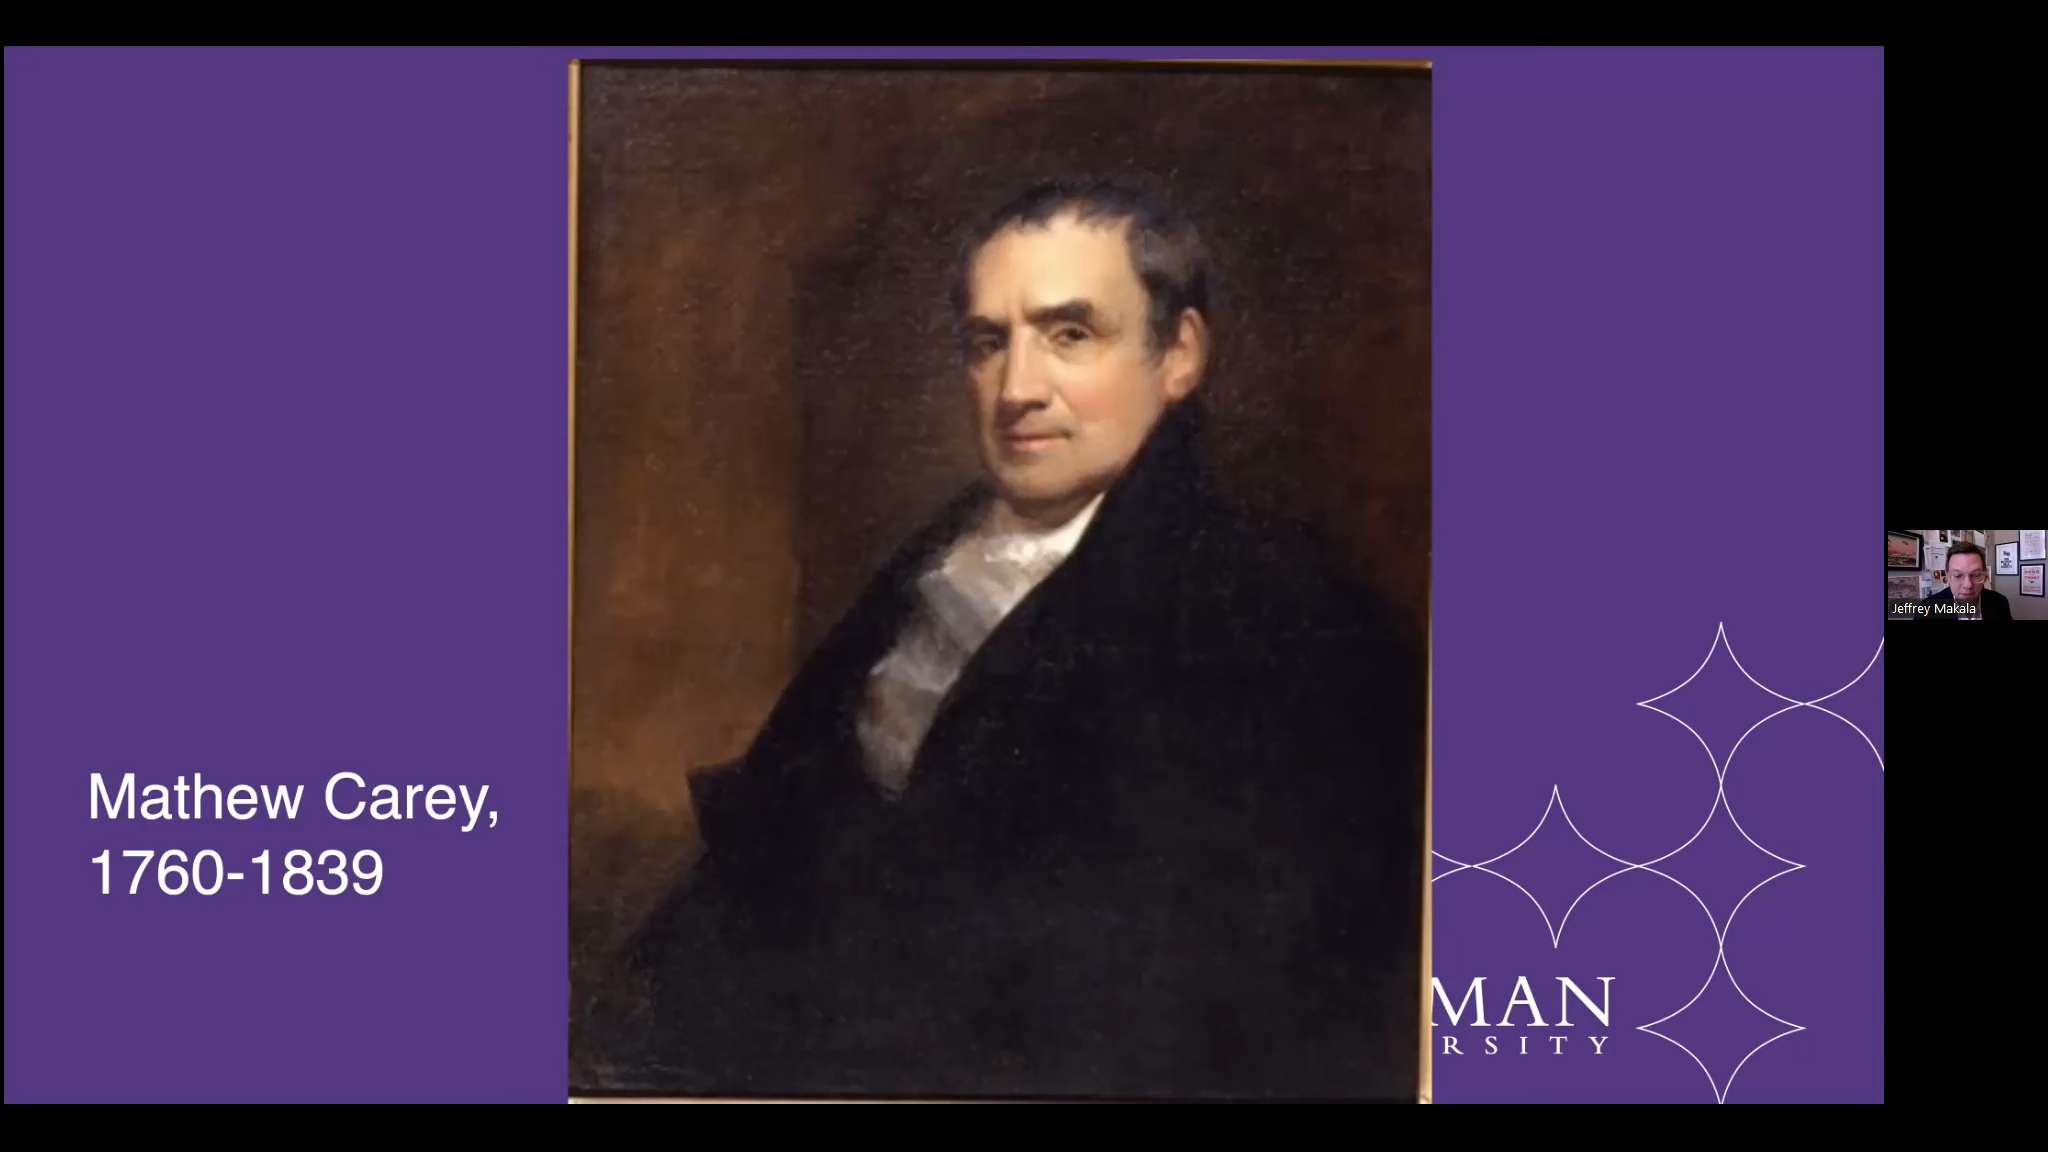 Mathew Carey,
1760-1839
MAN
RSITY
Jeffrey Makala